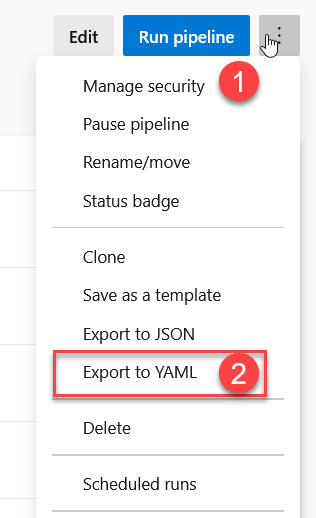 Edit Run pipeline
Manage security 1
Pause pipeline
Rename/move
Status badge
Clone
Save as a template
Export to JSON
Export to YAML 2
Delete
Scheduled runs